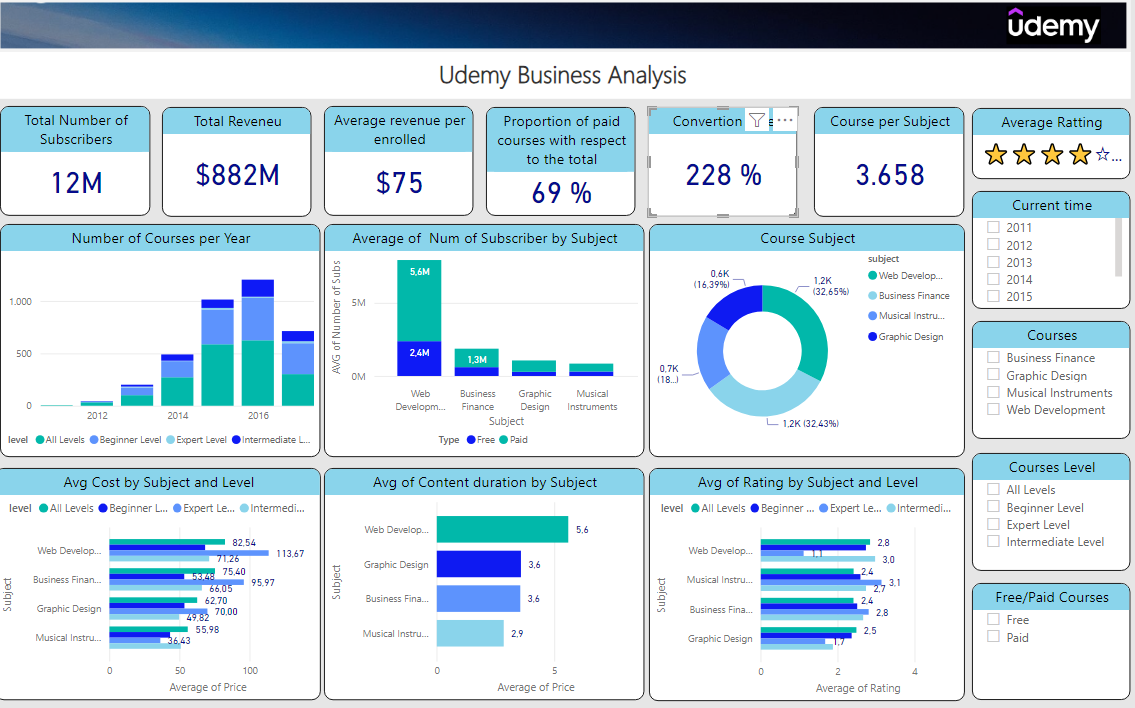 ûdemy
Udemy Business Analysis
Total Number of
Subscribers
12M
Total Reveneu
$882M
Average revenue per
enrolled
$75
Proportion of paid
courses with respect
to the total
69 %
Convertion
228 %
Course per Subject
3.658
Average Ratting
...
Current time
2011
2012
2013
2014
2015
Number of Courses per Year
1.000
500
0
2012
2014
2016
level All Levels Beginner Level Expert Level Intermediate L...
Average of Num of Subscriber by Subject
AVG of Number of Subs
5M
0M
5,6M
2,4M
1,3M
Web
Developm...
Business
Finance
Graphic
Design
Musical
Instruments
Subject
Type Free Paid
Course Subject
0,6K
(16,39%)
1,2K
(32,65%)
0,7K
(18...)
1,2K (32,43%)
subject
Web Develop...
Business Finance
Musical Instru...
Graphic Design
Courses
Business Finance
Graphic Design
Musical Instruments
Web Development
Courses Level
All Levels
Beginner Level
Expert Level
Intermediate Level
Free/Paid Courses
Free
Paid
Avg Cost by Subject and Level
level All Levels Beginner L... Expert Le... Intermedi...
Subject
Web Develop...
82,54
113,67
71,26
Business Finan...
75,40
53,48
95,97
66,05
Graphic Design
62,70
70,00
49,82
Musical Instru...
55,98
36,43
0
50
100
Average of Price
Avg of Content duration by Subject
Subject
Web Develop...
5.6
Graphic Design
3,6
Business Fina...
3,6
Musical Instru...
2,9
0
5
Average of Price
Avg of Rating by Subject and Level
level All Levels Beginner ... Expert Le... Intermedi...
Subject
Web Develop...
2,8
1,1
3,0
Musical Instru...
2,4
3,1
2,7
Business Fina...
2,4
2,8
Graphic Design
2,5
1,7
0
2
4
Average of Rating